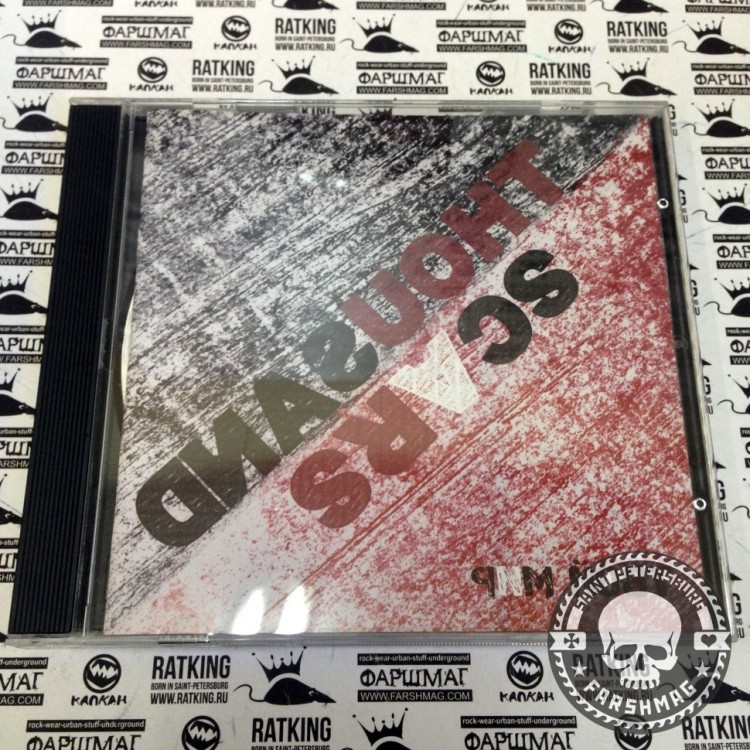 THOUSAND
SCARS
МИР
SAINT PETERSBURG
FARSHMAG
rock-wear-urban-stuff-underground
ФАРШМАГ
WWW.FARSHMAG.COM
КАПКАН
RATKING
BORN IN SAINT-PETERSBURG
WWW.RATKING.RU